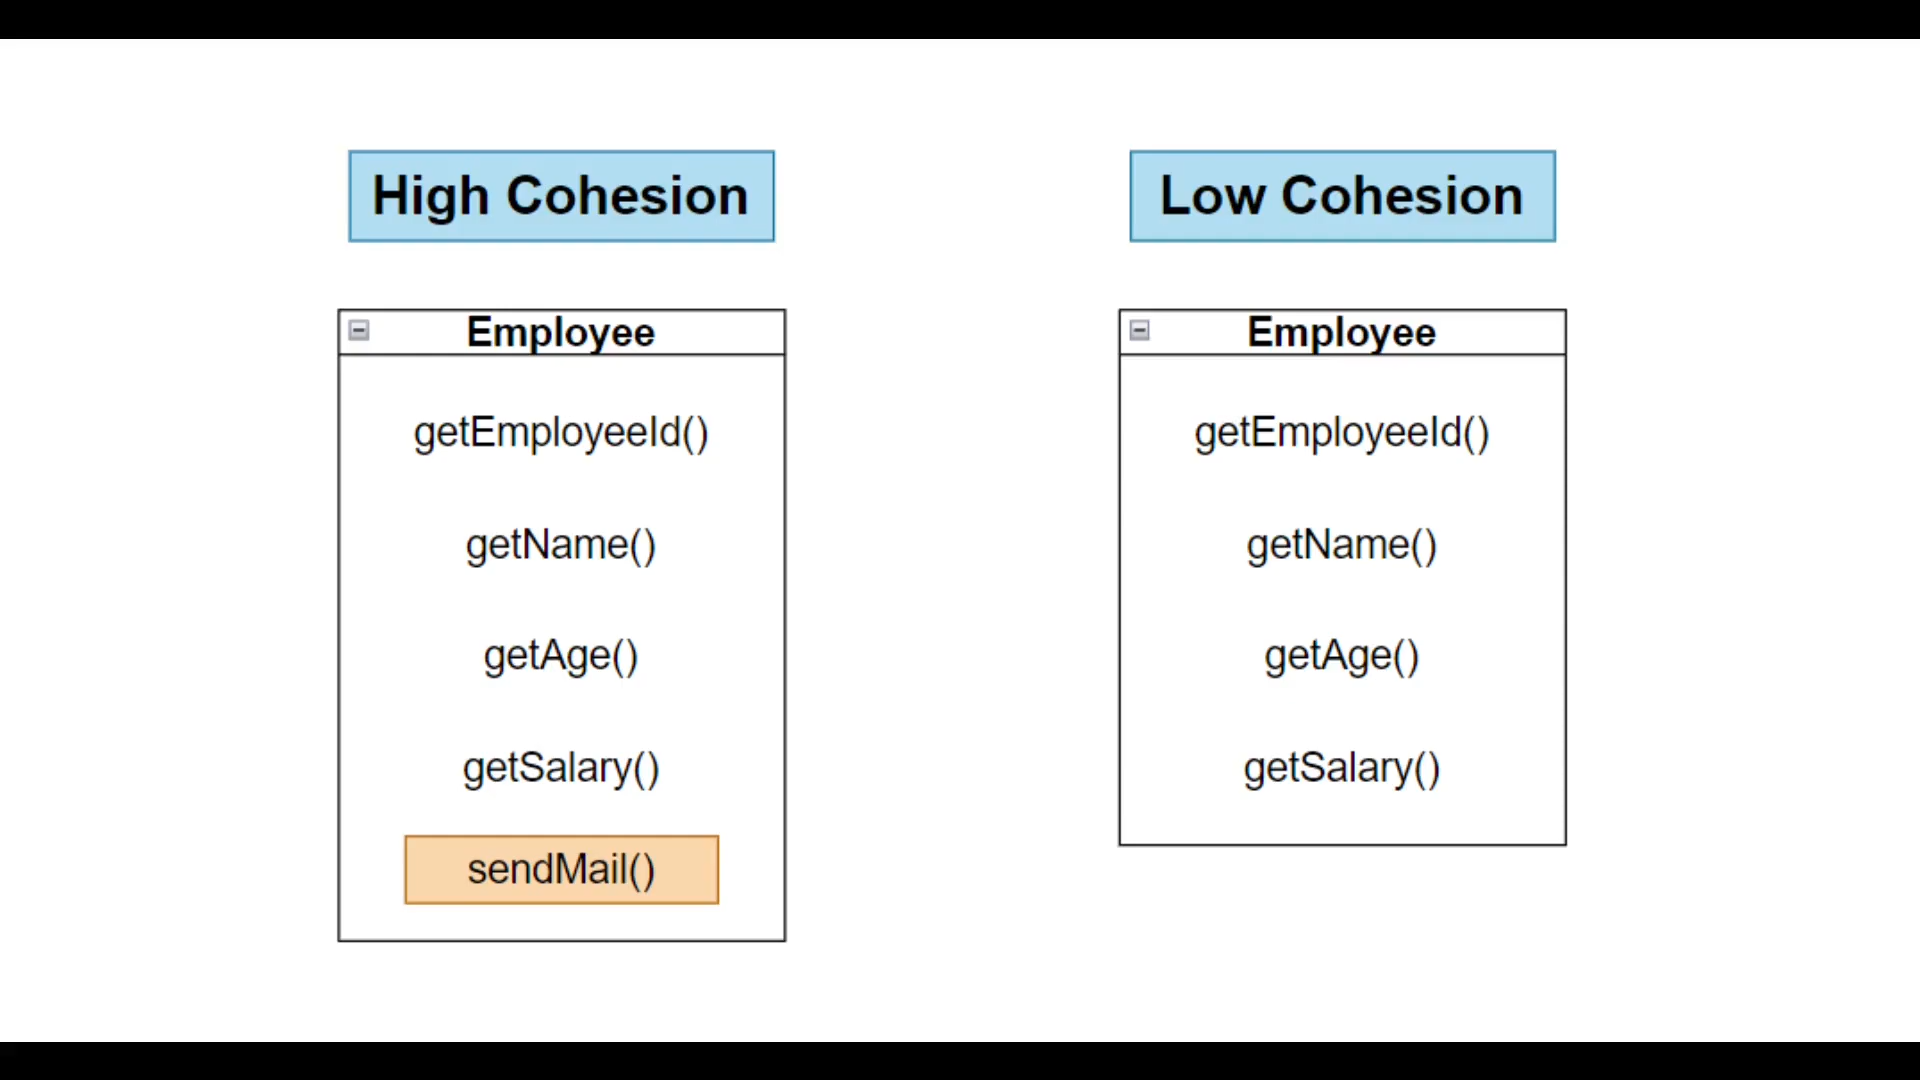 High Cohesion
Low Cohesion
Employee
getEmployeeId()
getName()
getAge()
getSalary()
sendMail()
Employee
getEmployeeId()
getName()
getAge()
getSalary()